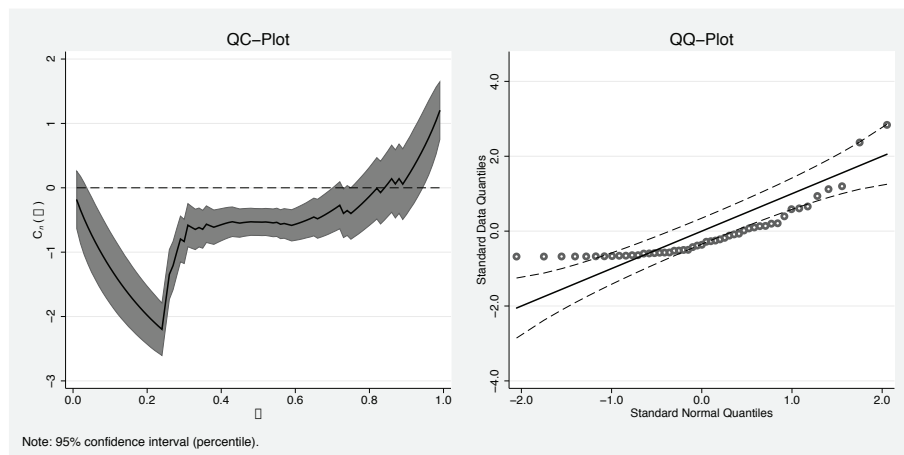 QC-Plot
2
1
0
-1
-2
-3
Cₙ (▯)
0.0 0.2 0.4 0.6 0.8 1.0
▯
QQ-Plot
4.0
2.0
0.0
-2.0
-4.0
Standard Data Quantiles
-2.0 -1.0 0.0 1.0 2.0
Standard Normal Quantiles
Note: 95% confidence interval (percentile).